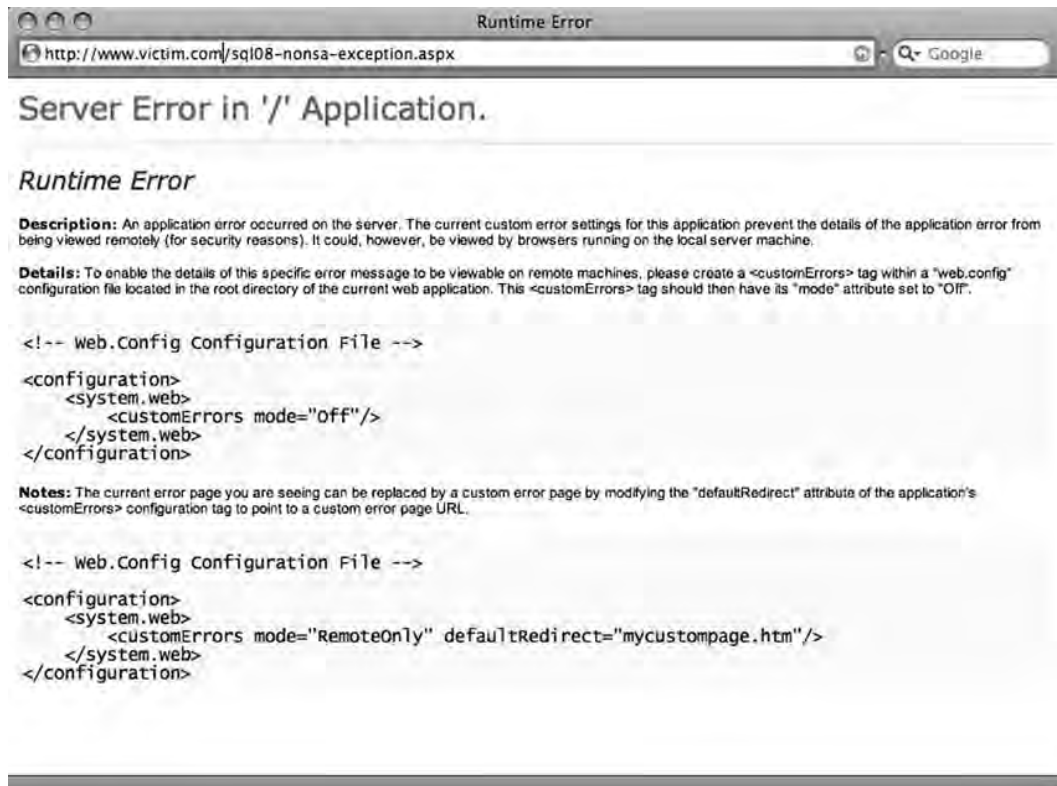 Runtime Error
http://www.victim.com/sql08-nonsa-exception.aspx
Google
Server Error in '/' Application.
Runtime Error
Description: An application error occurred on the server. The current custom error settings for this application prevent the details of the application error from
being viewed remotely (for security reasons). It could, however, be viewed by browsers running on the local server machine.
Details: To enable the details of this specific error message to be viewable on remote machines, please create a <customErrors> tag within a "web.config"
configuration file located in the root directory of the current web application. This <customErrors> tag should then have its "mode" attribute set to "Off".
<!-- Web.Config Configuration File -->
<configuration>
    <system.web>
        <customErrors mode="Off"/>
    </system.web>
</configuration>
Notes: The current error page you are seeing can be replaced by a custom error page by modifying the "defaultRedirect" attribute of the application's
<customErrors> configuration tag to point to a custom error page URL.
<!-- Web.Config Configuration File -->
<configuration>
    <system.web>
        <customErrors mode="RemoteOnly" defaultRedirect="mycustompage.htm"/>
    </system.web>
</configuration>